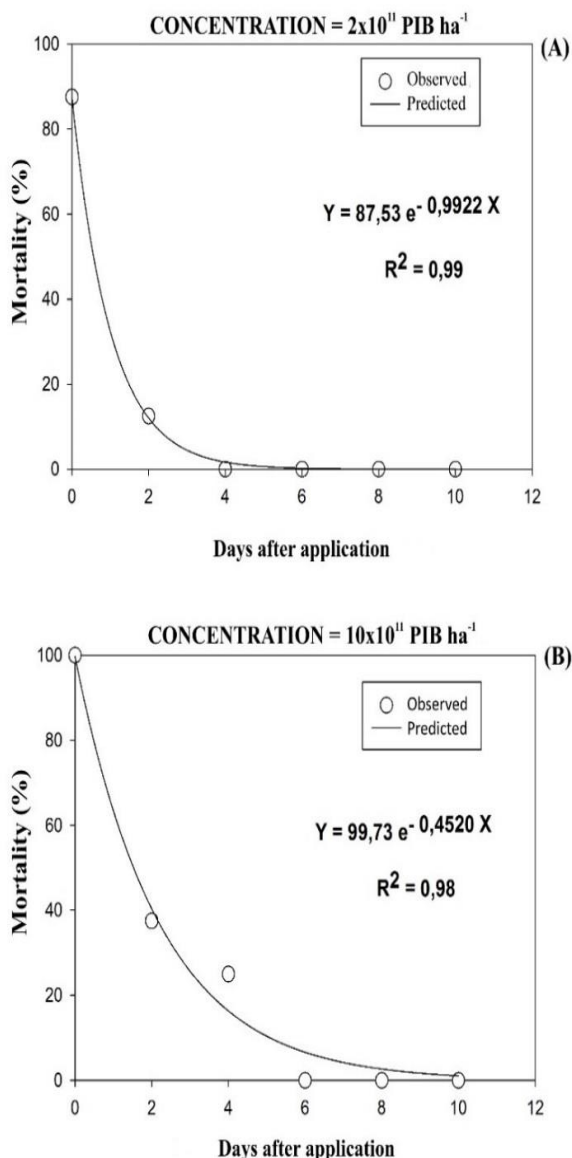 CONCENTRATION = 2x10¹¹ PIB ha⁻¹
(A)
100
80
60
40
20
0
Mortality (%)
Observed
Predicted
Y = 87,53 e⁻ ⁰,⁹⁹²² ˣ
R² = 0,99
0 2 4 6 8 10 12
Days after application
CONCENTRATION = 10x10¹¹ PIB ha⁻¹
(B)
100
80
60
40
20
0
Mortality (%)
Observed
Predicted
Y = 99,73 e⁻ ⁰,⁴⁵²⁰ ˣ
R² = 0,98
0 2 4 6 8 10 12
Days after application